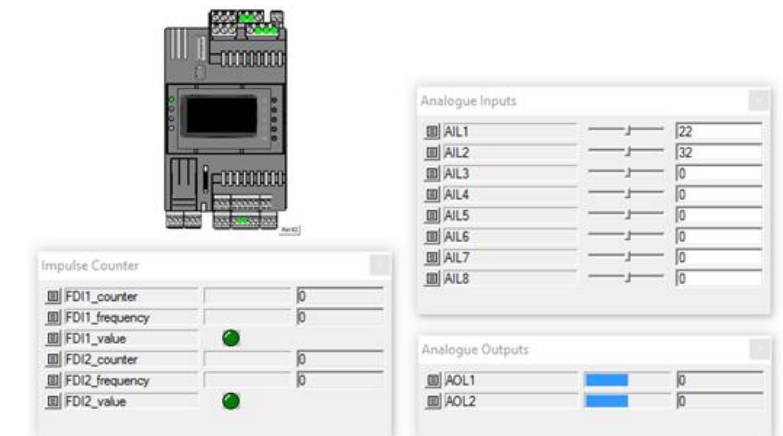 Analogue Inputs
AIL1 22
AIL2 32
AIL3 0
AIL4 0
AIL5 0
AIL6 0
AIL7 0
AIL8 0
Impulse Counter
FDI1_counter 0
FDI1_frequency 0
FDI1_value
FDI2_counter 0
FDI2_frequency 0
FDI2_value
Analogue Outputs
AOL1 0
AOL2 0